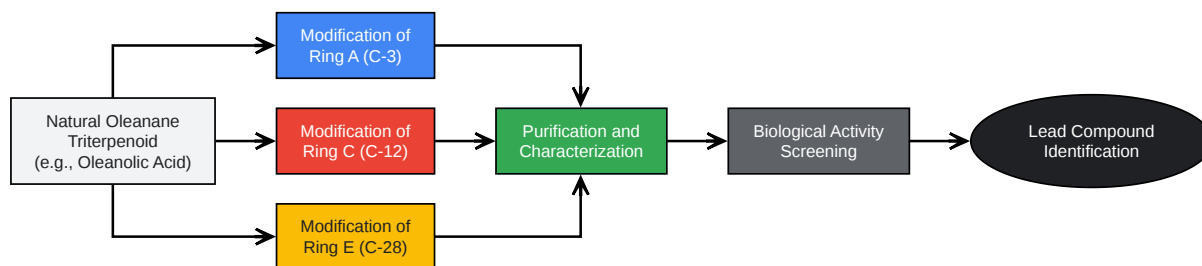 Natural Oleanane
Triterpenoid
(e.g., Oleanolic Acid)
Modification of
Ring A (C-3)
Modification of
Ring C (C-12)
Modification of
Ring E (C-28)
Purification and
Characterization
Biological Activity
Screening
Lead Compound
Identification